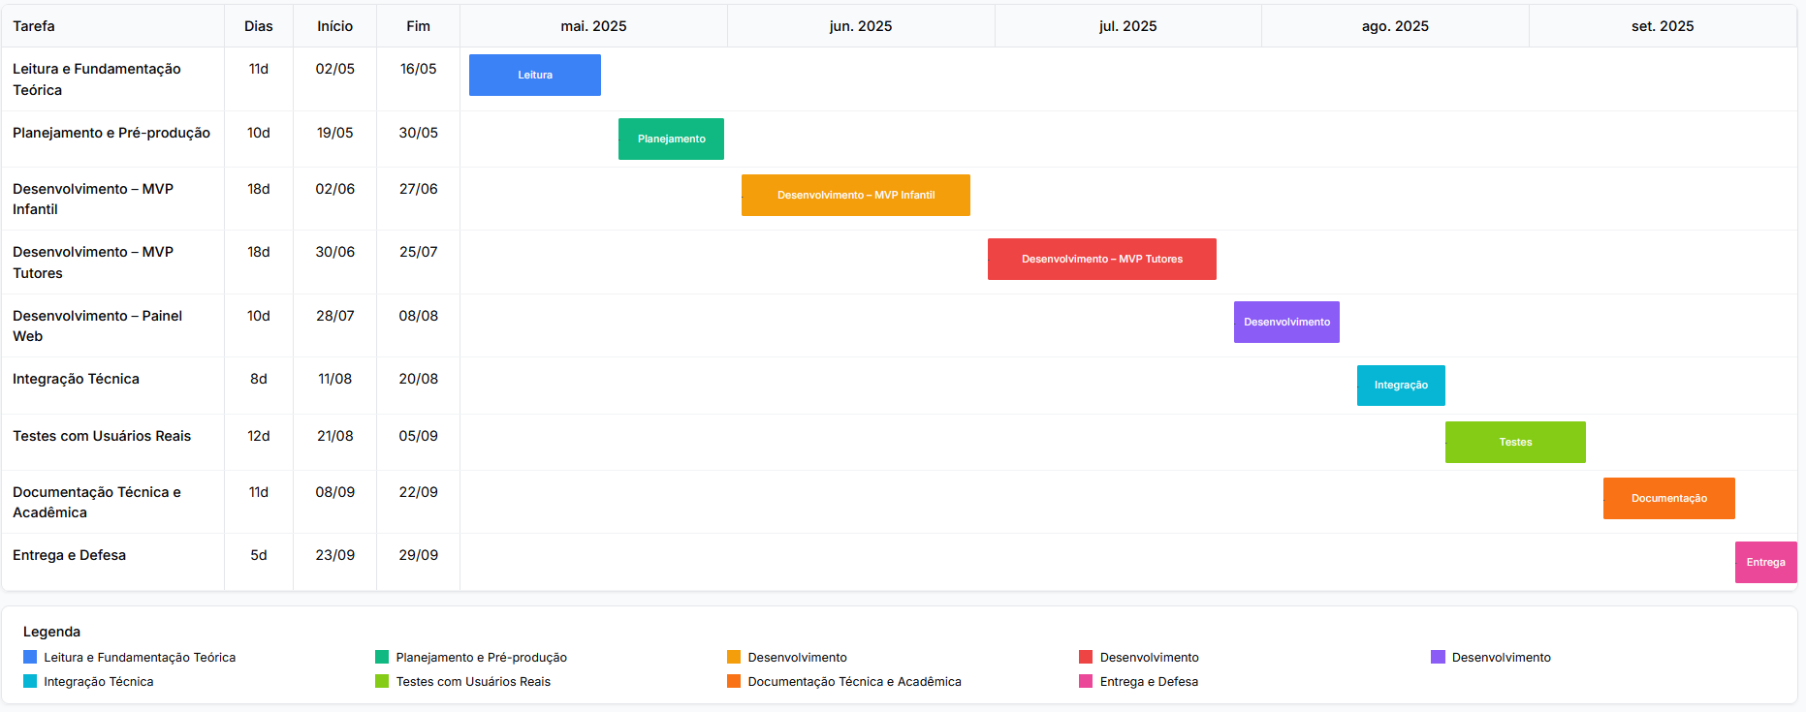 Tarefa Dias Início Fim mai. 2025 jun. 2025 jul. 2025 ago. 2025 set. 2025
Leitura e Fundamentação 11d 02/05 16/05 Leitura
Teórica
Planejamento e Pré-produção 10d 19/05 30/05 Planejamento
Desenvolvimento – MVP 18d 02/06 27/06 Desenvolvimento – MVP Infantil
Infantil
Desenvolvimento – MVP 18d 30/06 25/07 Desenvolvimento – MVP Tutores
Tutores
Desenvolvimento – Painel 10d 28/07 08/08 Desenvolvimento
Web
Integração Técnica 8d 11/08 20/08 Integração
Testes com Usuários Reais 12d 21/08 05/09 Testes
Documentação Técnica e 11d 08/09 22/09 Documentação
Acadêmica
Entrega e Defesa 5d 23/09 29/09 Entrega
Legenda
Leitura e Fundamentação Teórica Planejamento e Pré-produção Desenvolvimento Desenvolvimento Desenvolvimento
Integração Técnica Testes com Usuários Reais Documentação Técnica e Acadêmica Entrega e Defesa